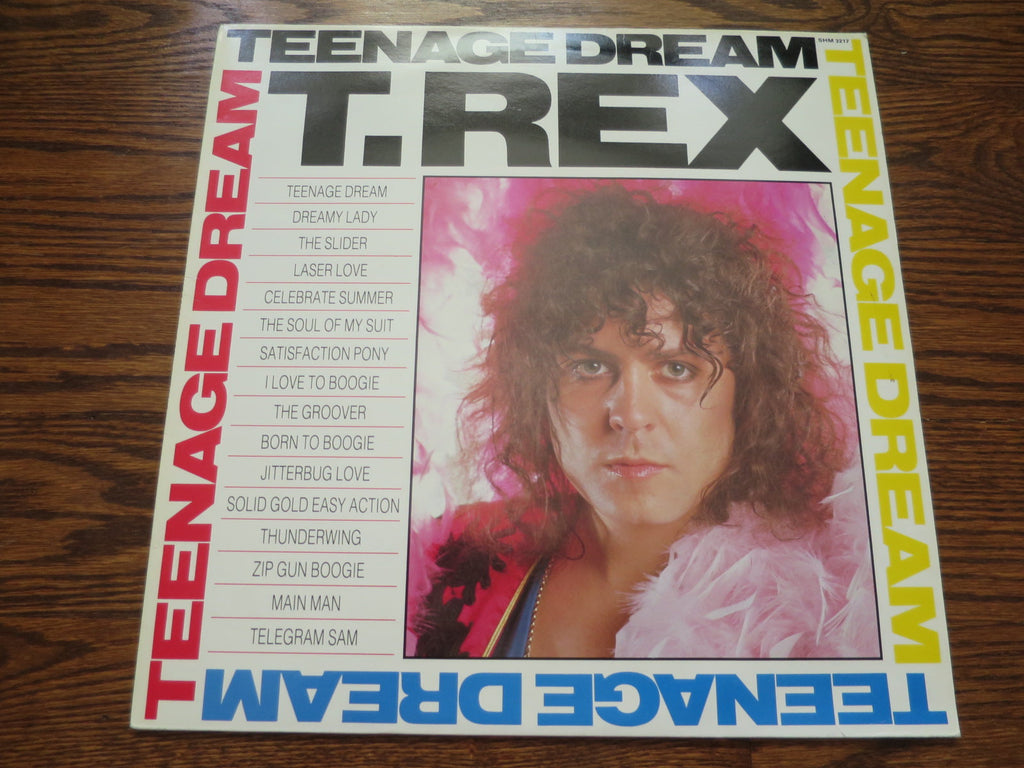 TEENAGE DREAM
SHM 3217
T.REX
TEENAGE DREAM
DREAMY LADY
THE SLIDER
LASER LOVE
CELEBRATE SUMMER
THE SOUL OF MY SUIT
SATISFACTION PONY
I LOVE TO BOOGIE
THE GROOVER
BORN TO BOOGIE
JITTERBUG LOVE
SOLID GOLD EASY ACTION
THUNDERWING
ZIP GUN BOOGIE
MAIN MAN
TELEGRAM SAM
TEENAGE DREAM
TEENAGE DREAM
TEENAGE DREAM